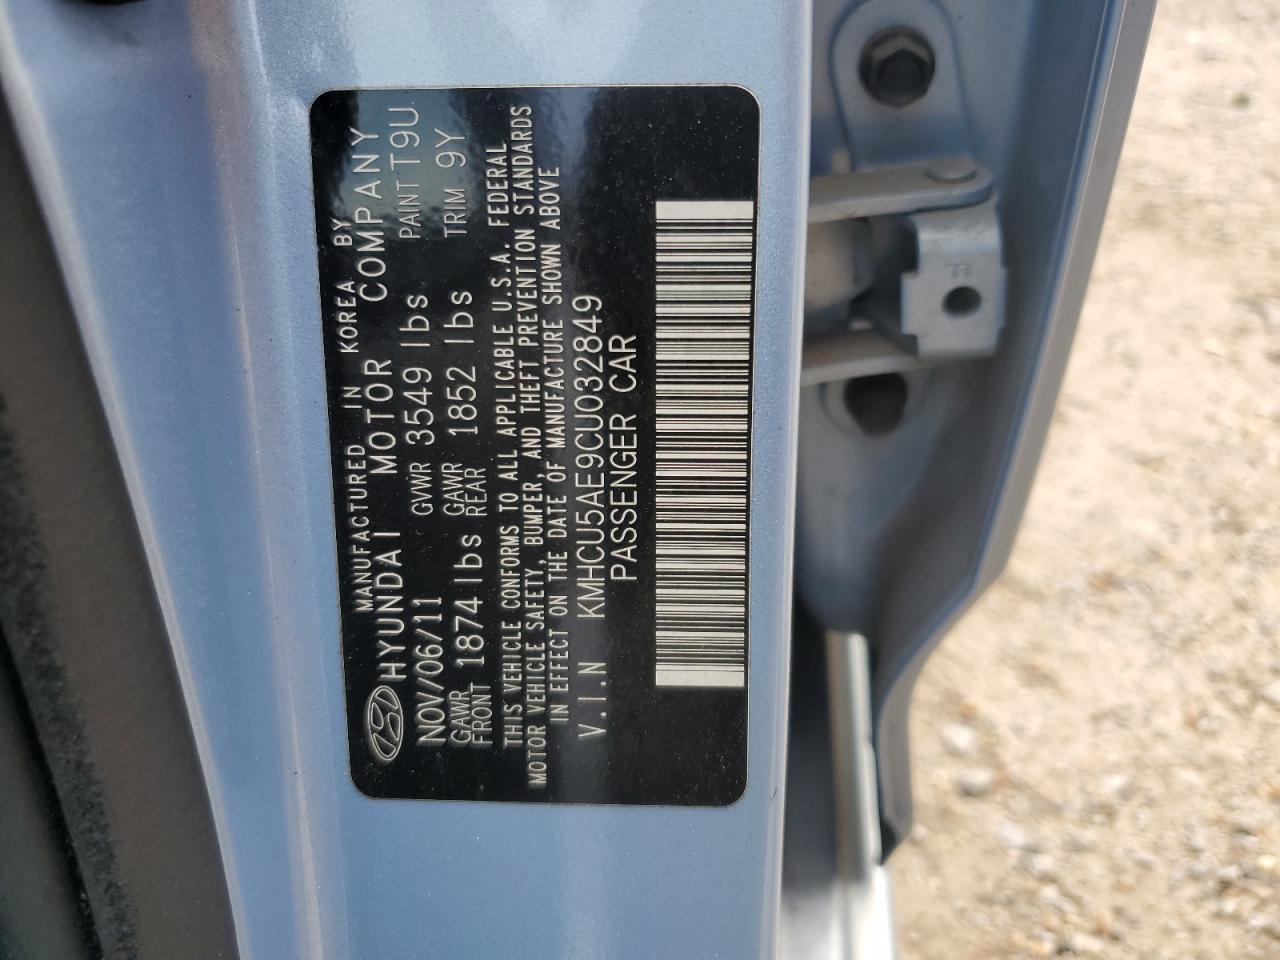 MANUFACTURED IN KOREA BY
HYUNDAI MOTOR COMPANY
NOV/06/11 GVWR 3549 lbs PAINT T9U
GAWR FRONT 1874 lbs GAWR REAR 1852 lbs TRIM 9Y
THIS VEHICLE CONFORMS TO ALL APPLICABLE U.S.A. FEDERAL
MOTOR VEHICLE SAFETY, BUMPER, AND THEFT PREVENTION STANDARDS
IN EFFECT ON THE DATE OF MANUFACTURE SHOWN ABOVE
V.I.N KMHCU5AE9CU032849
PASSENGER CAR